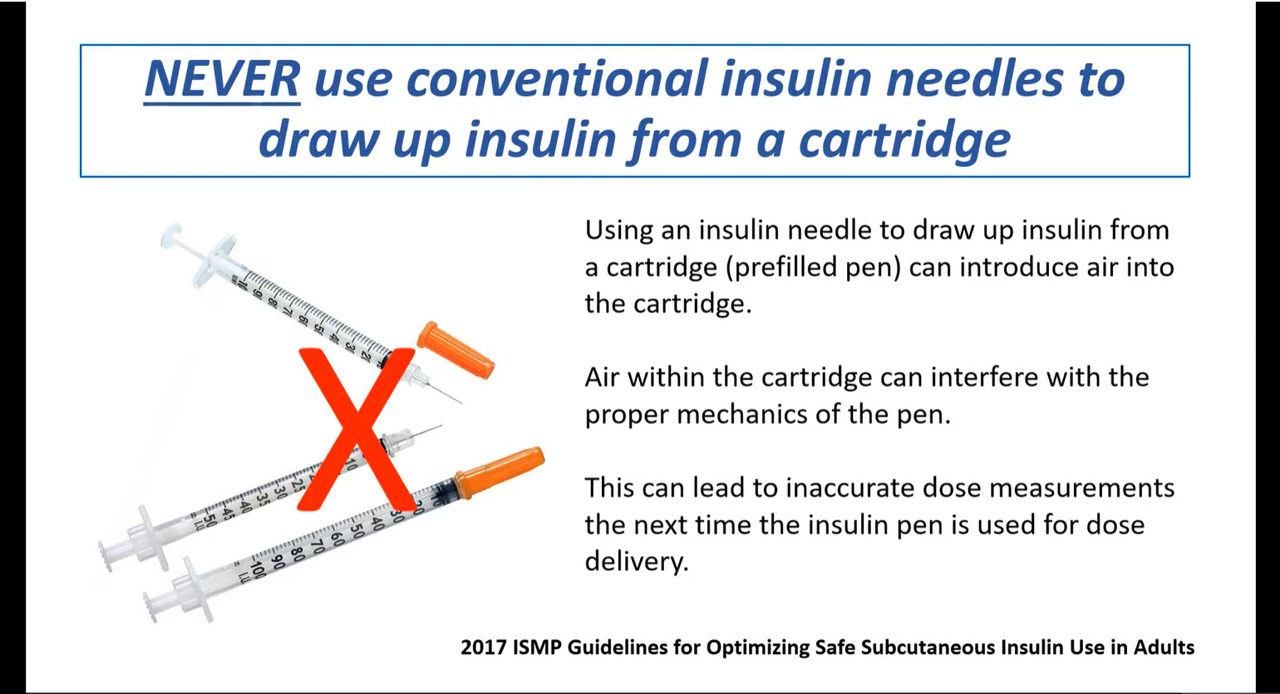 NEVER use conventional insulin needles to
draw up insulin from a cartridge
Using an insulin needle to draw up insulin from
a cartridge (prefilled pen) can introduce air into
the cartridge.
Air within the cartridge can interfere with the
proper mechanics of the pen.
This can lead to inaccurate dose measurements
the next time the insulin pen is used for dose
delivery.
2017 ISMP Guidelines for Optimizing Safe Subcutaneous Insulin Use in Adults